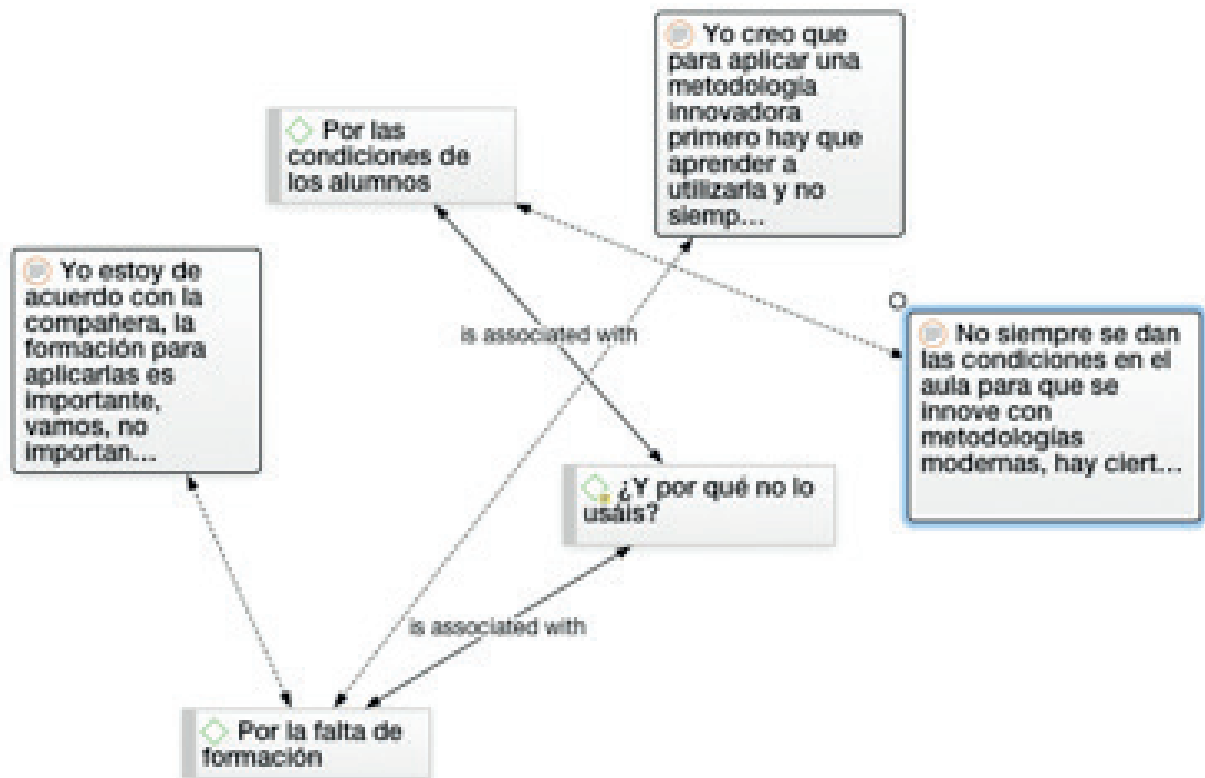 Yo creo que
para aplicar una
metodología
innovadora
primero hay que
aprender a
utilizarla y no
siemp...
Por las
condiciones de
los alumnos
Yo estoy de
acuerdo con la
compañera, la
formación para
aplicarlas es
importante,
vamos, no
importan...
is associated with
No siempre se dan
las condiciones en el
aula para que se
innove con
metodologías
modernas, hay ciert...
¿Y por qué no lo
usáis?
is associated with
Por la falta de
formación